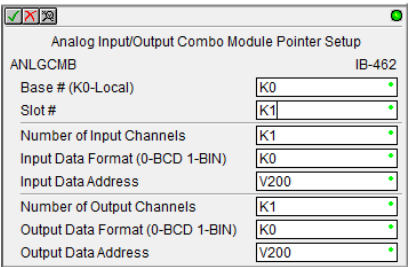 Analog Input/Output Combo Module Pointer Setup
ANLGCMB IB-462
Base # (K0-Local) K0
Slot # K1
Number of Input Channels K1
Input Data Format (0-BCD 1-BIN) K0
Input Data Address V200
Number of Output Channels K1
Output Data Format (0-BCD 1-BIN) K0
Output Data Address V200